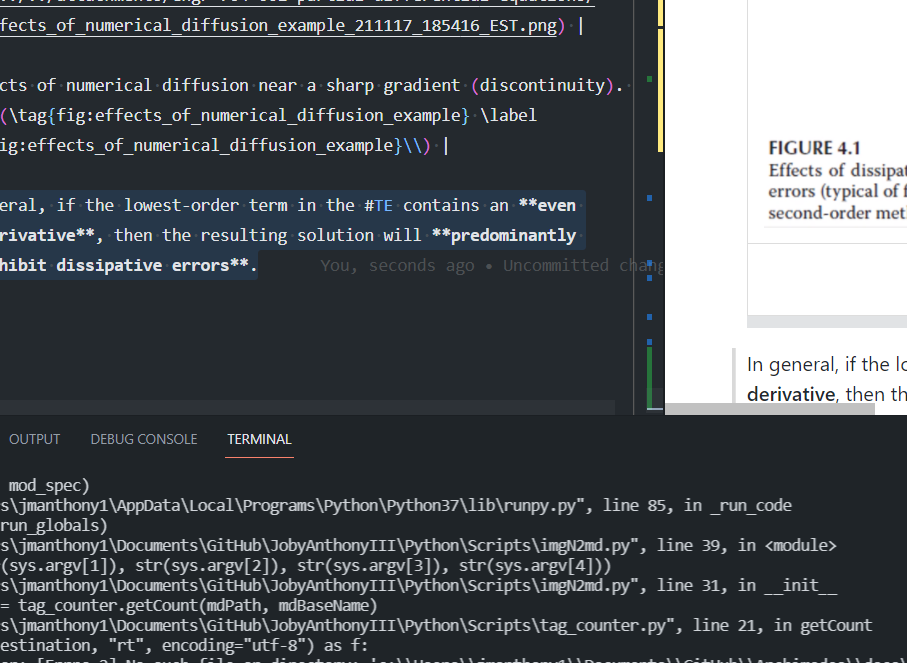 fects_of_numerical_diffusion_example_211117_185416_EST.png) |
cts of numerical diffusion near a sharp gradient (discontinuity).
(\tag{fig:effects_of_numerical_diffusion_example} \label
ig:effects_of_numerical_diffusion_example}\\) |
eral, if the lowest-order term in the #TE contains an **even
rivative**, then the resulting solution will **predominantly
hibit dissipative errors**.
You, seconds ago • Uncommitted chang
FIGURE 4.1
Effects of dissipat
errors (typical of f
second-order met
In general, if the lo
derivative, then th
OUTPUT DEBUG CONSOLE TERMINAL
mod_spec)
s\jmanthony1\AppData\Local\Programs\Python\Python37\lib\runpy.py", line 85, in _run_code
run_globals)
s\jmanthony1\Documents\GitHub\JobyAnthonyIII\Python\Scripts\imgN2md.py", line 39, in <module>
(sys.argv[1]), str(sys.argv[2]), str(sys.argv[3]), str(sys.argv[4]))
s\jmanthony1\Documents\GitHub\JobyAnthonyIII\Python\Scripts\imgN2md.py", line 31, in __init__
= tag_counter.getCount(mdPath, mdBaseName)
s\jmanthony1\Documents\GitHub\JobyAnthonyIII\Python\Scripts\tag_counter.py", line 21, in getCount
estination, "rt", encoding="utf-8") as f: